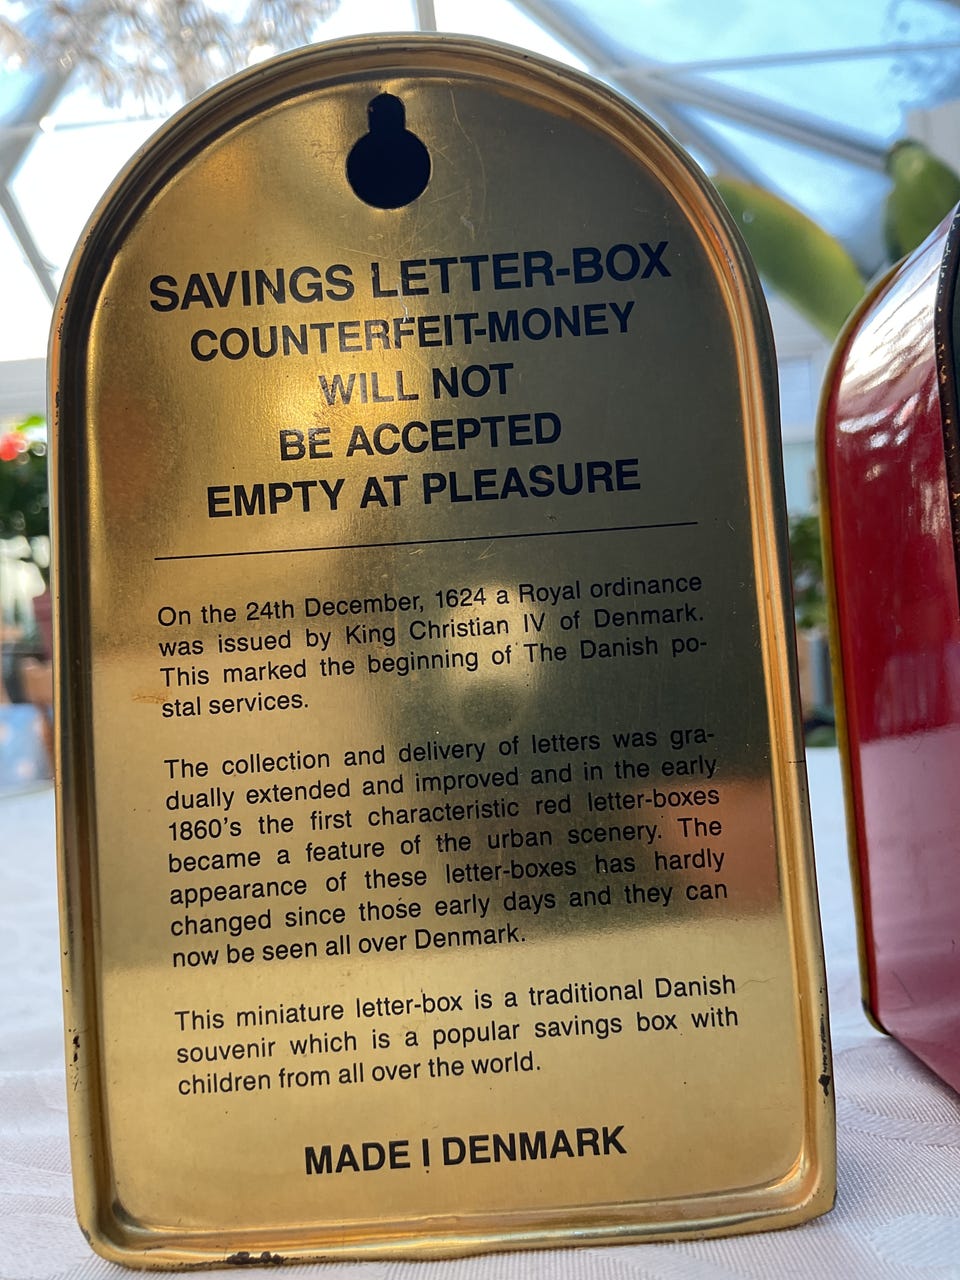 SAVINGS LETTER-BOX
COUNTERFEIT-MONEY
WILL NOT
BE ACCEPTED
EMPTY AT PLEASURE
On the 24th December, 1624 a Royal ordinance
was issued by King Christian IV of Denmark.
This marked the beginning of The Danish po-
stal services.
The collection and delivery of letters was gra-
dually extended and improved and in the early
1860's the first characteristic red letter-boxes
became a feature of the urban scenery. The
appearance of these letter-boxes has hardly
changed since those early days and they can
now be seen all over Denmark.
This miniature letter-box is a traditional Danish
souvenir which is a popular savings box with
children from all over the world.
MADE I DENMARK